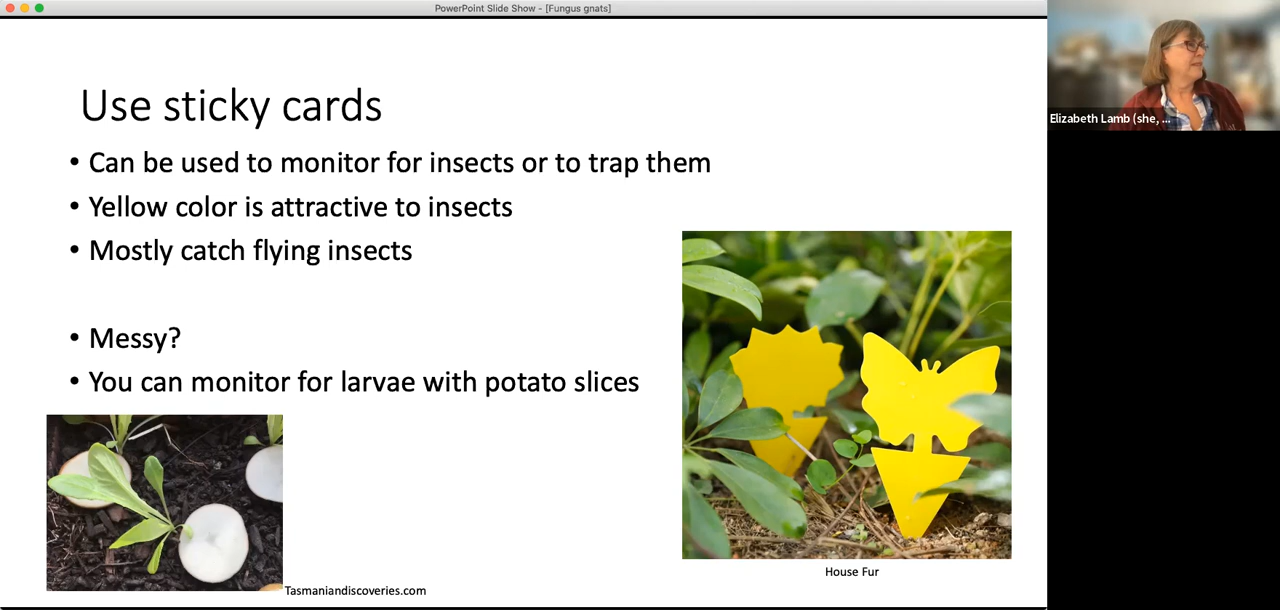 PowerPoint Slide Show - [Fungus gnats]
Use sticky cards
• Can be used to monitor for insects or to trap them
• Yellow color is attractive to insects
• Mostly catch flying insects
• Messy?
• You can monitor for larvae with potato slices
Elizabeth Lamb (she, ...
House Fur
Tasmaniandiscoveries.com